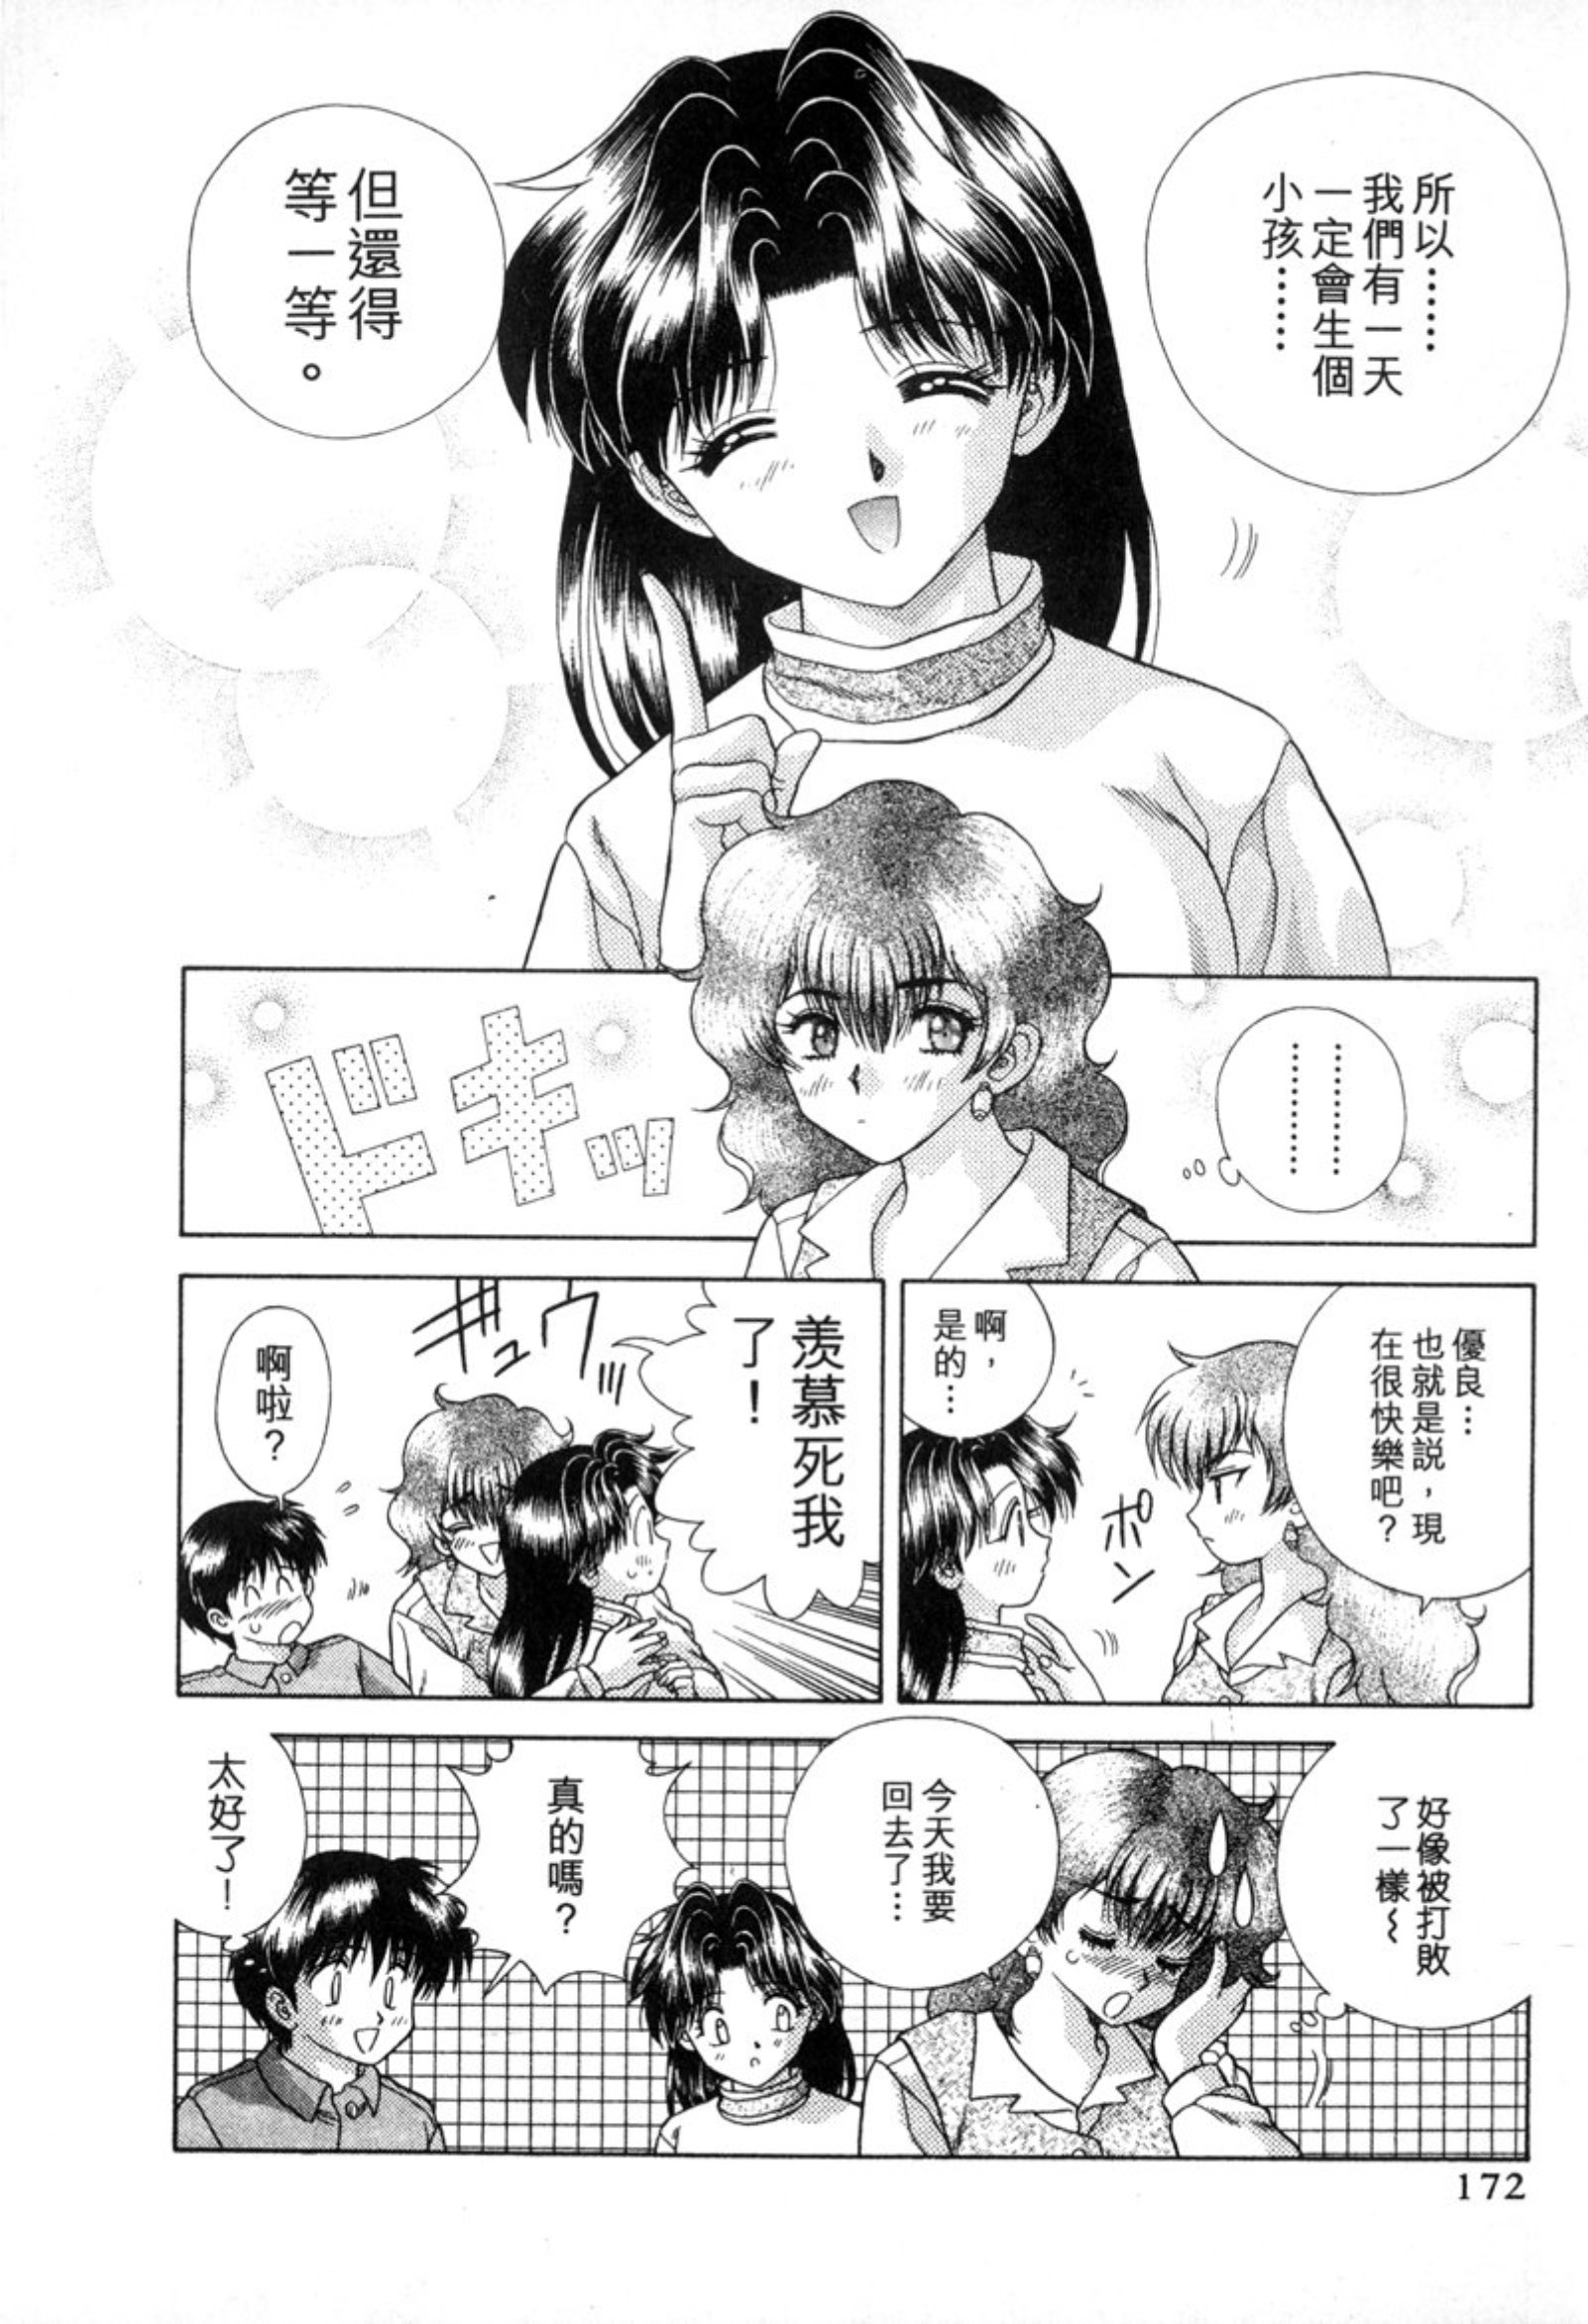 所以……
我們有一天
一定會生個
小孩……
但還得
等一等。
…………
…………
ドキッ
優良…
也就是説，現
在很快樂吧？
ポン
啊，
是的…
羨慕死我
了！
ギュウ
啊啦？
好像被打敗
了一樣～
今天我要
回去了…
真的嗎？
太好了！
172